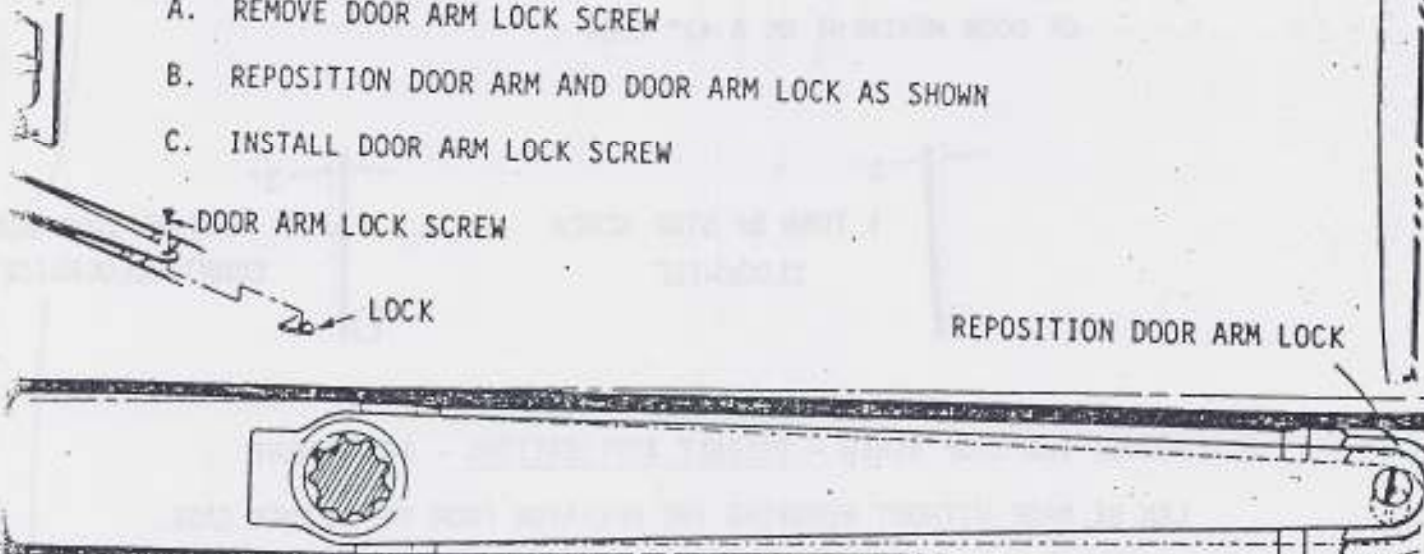 A. REMOVE DOOR ARM LOCK SCREW
B. REPOSITION DOOR ARM AND DOOR ARM LOCK AS SHOWN
C. INSTALL DOOR ARM LOCK SCREW
DOOR ARM LOCK SCREW
LOCK
REPOSITION DOOR ARM LOCK